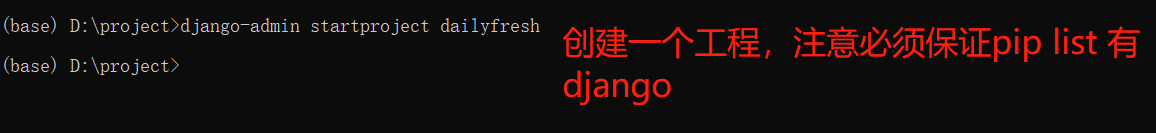 (base) D:\project>django-admin startproject dailyfresh
(base) D:\project>
创建一个工程，注意必须保证pip list 有
django